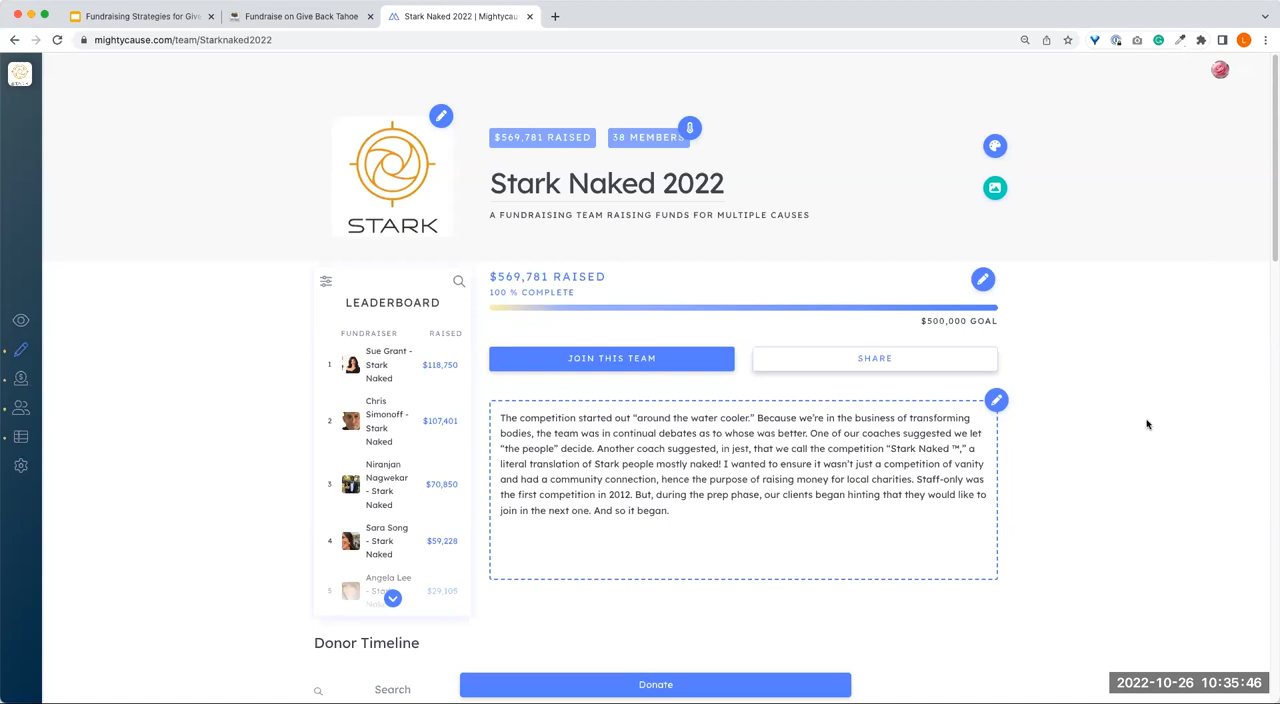 Fundraising Strategies for Give
Fundraise on Give Back Tahoe
Stark Naked 2022 | Mightycau
mightycause.com/team/Starknaked2022
L
$569,781 RAISED
38 MEMBERS
STARK
Stark Naked 2022
A FUNDRAISING TEAM RAISING FUNDS FOR MULTIPLE CAUSES
LEADERBOARD
FUNDRAISER RAISED
1 Sue Grant - Stark Naked $118,750
2 Chris Simonoff - Stark Naked $107,401
3 Niranjan Nagwekar - Stark Naked $70,850
4 Sara Song - Stark Naked $59,228
5 Angela Lee - Stark $29,105
$569,781 RAISED
100 % COMPLETE
$500,000 GOAL
JOIN THIS TEAM
SHARE
The competition started out “around the water cooler.” Because we’re in the business of transforming
bodies, the team was in continual debates as to whose was better. One of our coaches suggested we let
“the people” decide. Another coach suggested, in jest, that we call the competition “Stark Naked ™,” a
literal translation of Stark people mostly naked! I wanted to ensure it wasn’t just a competition of vanity
and had a community connection, hence the purpose of raising money for local charities. Staff-only was
the first competition in 2012. But, during the prep phase, our clients began hinting that they would like to
join in the next one. And so it began.
Donor Timeline
Search
Donate
2022-10-26 10:35:46